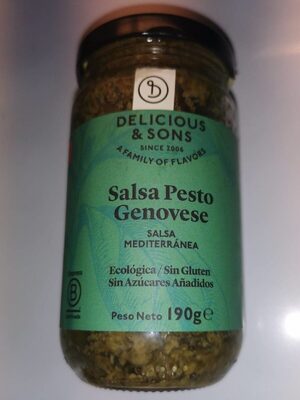 DELICIOUS
& SONS
SINCE 2006
A FAMILY OF FLAVORS
Salsa Pesto
Genovese
SALSA
MEDITERRÁNEA
Ecológica / Sin Gluten
Sin Azúcares Añadidos
Empresa
B
Peso Neto 190g e